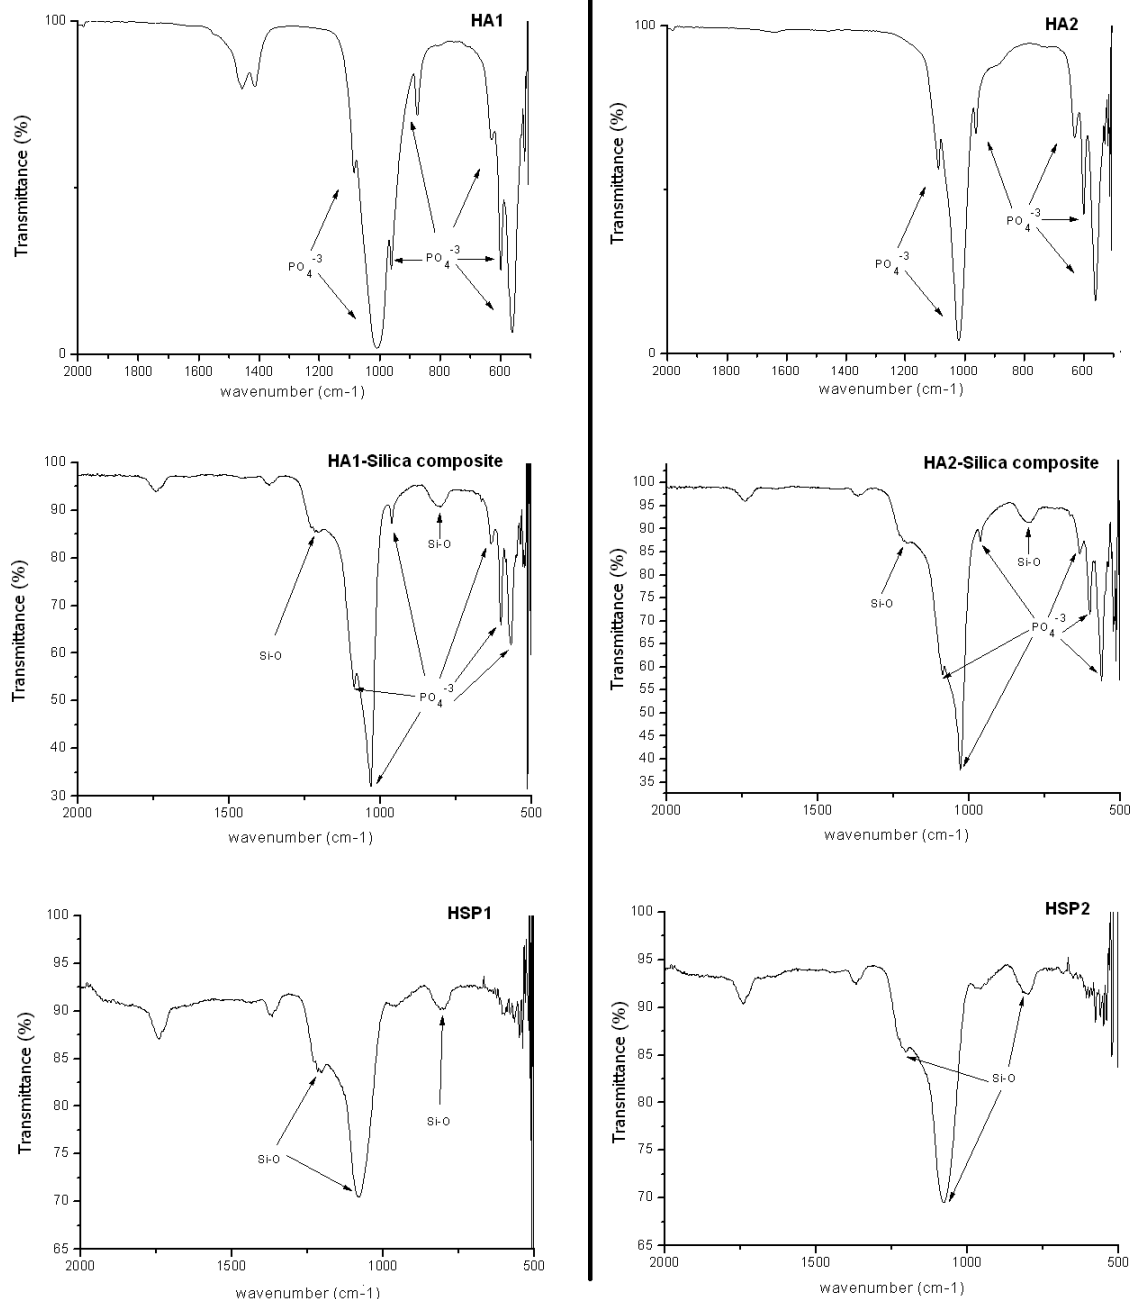 HA1
Transmittance (%)
100
0
PO4-3
PO4-3
2000 1800 1600 1400 1200 1000 800 600
wavenumber (cm-1)
HA2
Transmittance (%)
100
0
PO4-3
PO4-3
2000 1800 1600 1400 1200 1000 800 600
wavenumber (cm-1)
HA1-Silica composite
Transmittance (%)
100
90
80
70
60
50
40
30
Si-O
Si-O
PO4-3
2000 1500 1000 500
wavenumber (cm-1)
HA2-Silica composite
Transmittance (%)
100
95
90
85
80
75
70
65
60
55
50
45
40
35
Si-O
Si-O
PO4-3
2000 1500 1000 500
wavenumber (cm-1)
HSP1
Transmittance (%)
100
95
90
85
80
75
70
65
Si-O
Si-O
2000 1500 1000 500
wavenumber (cm-1)
HSP2
Transmittance (%)
100
95
90
85
80
75
70
65
Si-O
2000 1500 1000 500
wavenumber (cm-1)